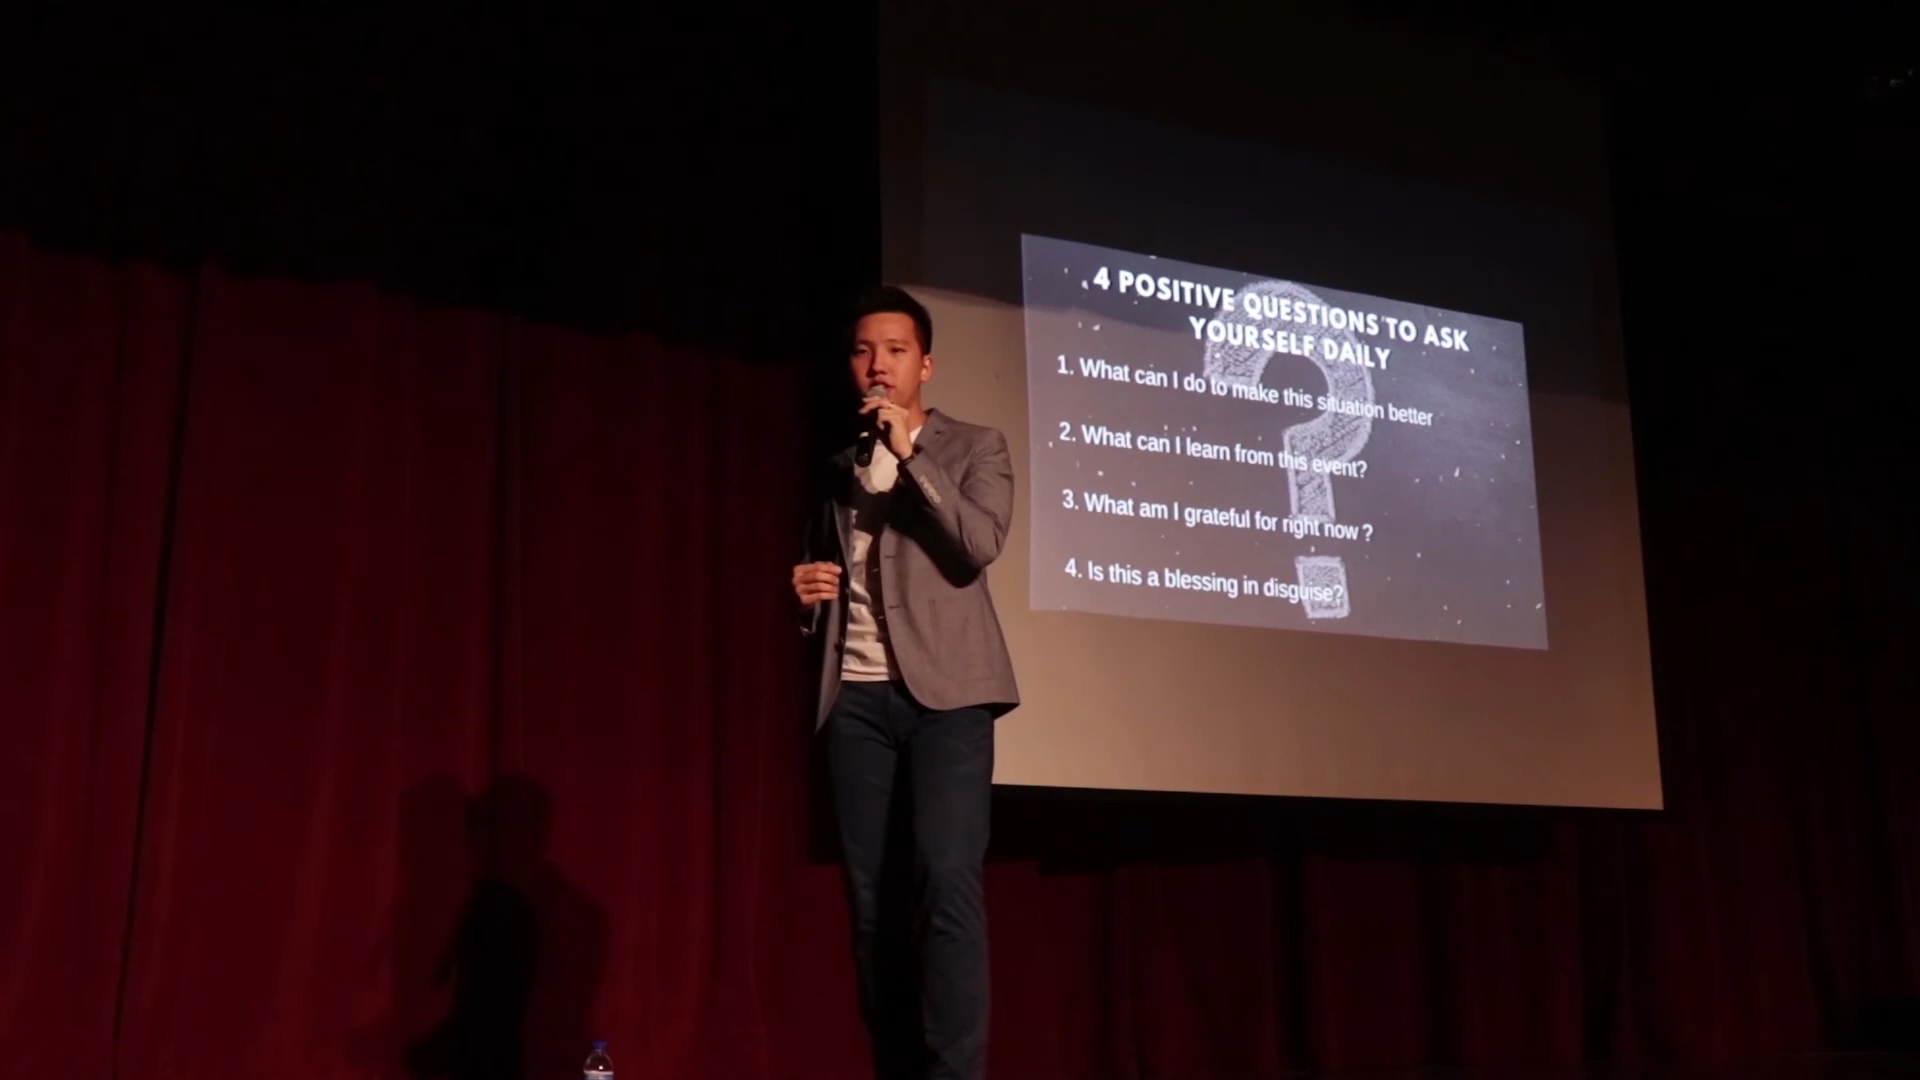 4 POSITIVE QUESTIONS TO ASK
YOURSELF DAILY
1. What can I do to make this situation better
2. What can I learn from this event?
3. What am I grateful for right now ?
4. Is this a blessing in disguise?